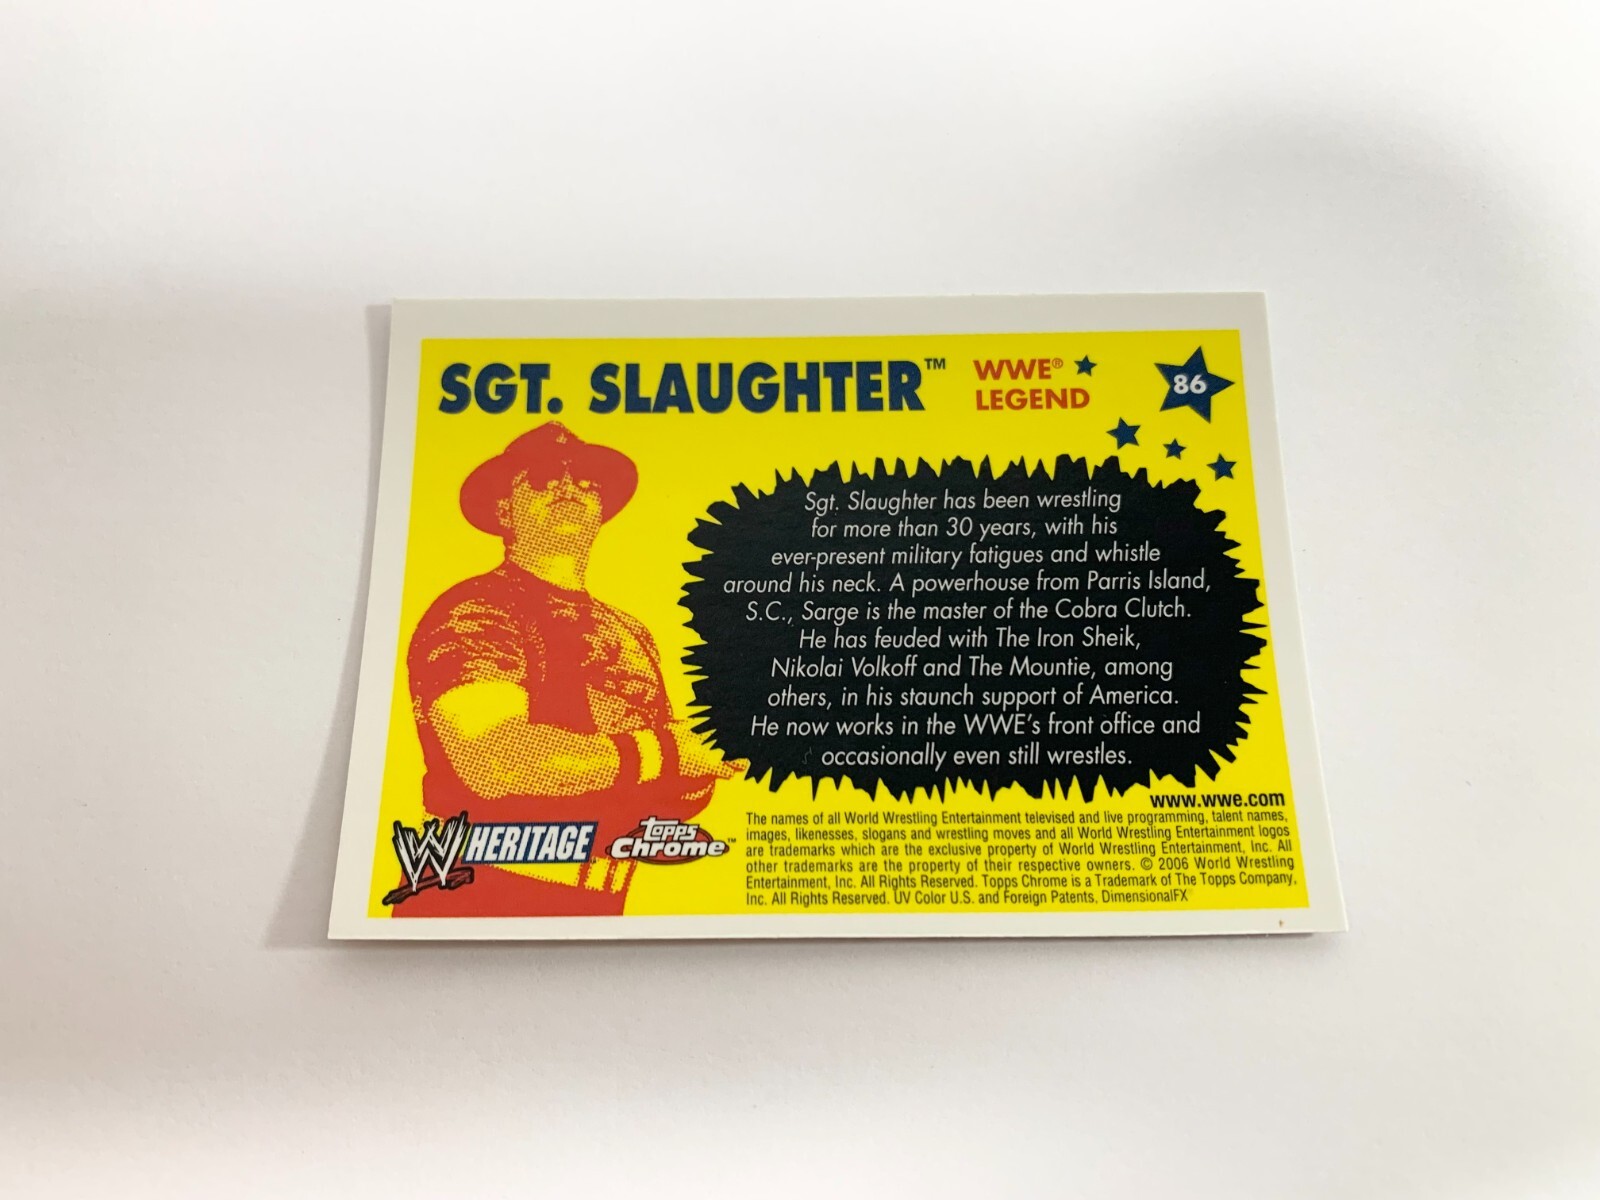 SGT. SLAUGHTER™
WWE®
LEGEND
86
Sgt. Slaughter has been wrestling
for more than 30 years, with his
ever-present military fatigues and whistle
around his neck. A powerhouse from Parris Island,
S.C., Sarge is the master of the Cobra Clutch.
He has feuded with The Iron Sheik,
Nikolai Volkoff and The Mountie, among
others, in his staunch support of America.
He now works in the WWE's front office and
occasionally even still wrestles.
www.wwe.com
W HERITAGE
topps
Chrome™
The names of all World Wrestling Entertainment televised and live programming, talent names,
images, likenesses, slogans and wrestling moves and all World Wrestling Entertainment logos
are trademarks which are the exclusive property of World Wrestling Entertainment, Inc. All
other trademarks are the property of their respective owners. © 2006 World Wrestling
Entertainment, Inc. All Rights Reserved. Topps Chrome is a Trademark of The Topps Company,
Inc. All Rights Reserved. UV Color U.S. and Foreign Patents, DimensionalFX